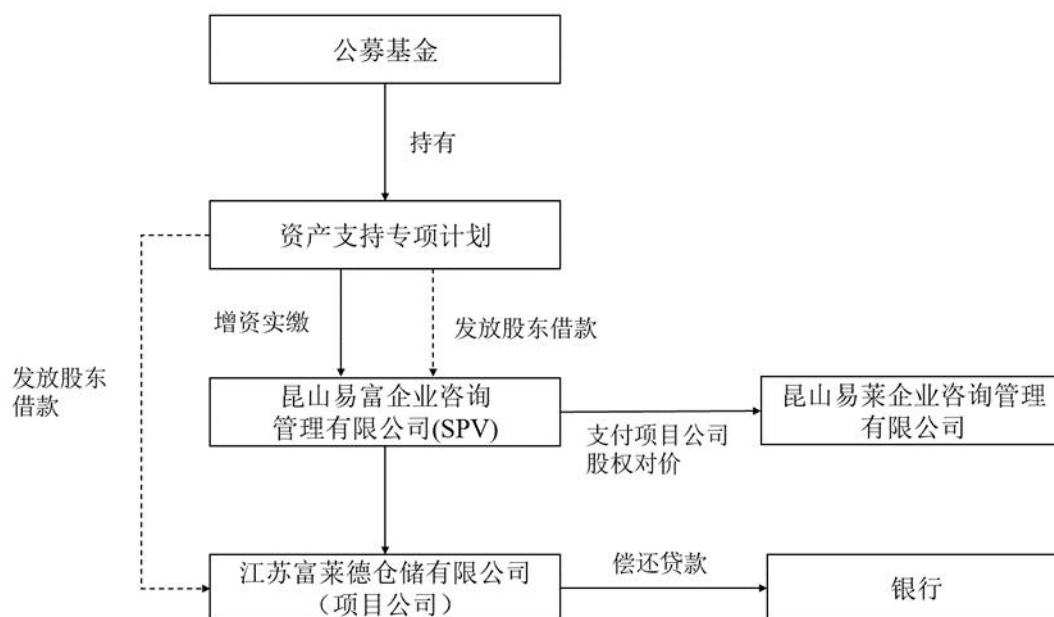 公募基金
持有
资产支持专项计划
增资实缴
发放股东借款
发放股东
借款
昆山易富企业咨询
管理有限公司(SPV)
支付项目公司
股权对价
昆山易莱企业咨询管理
有限公司
江苏富莱德仓储有限公司
（项目公司）
偿还贷款
银行